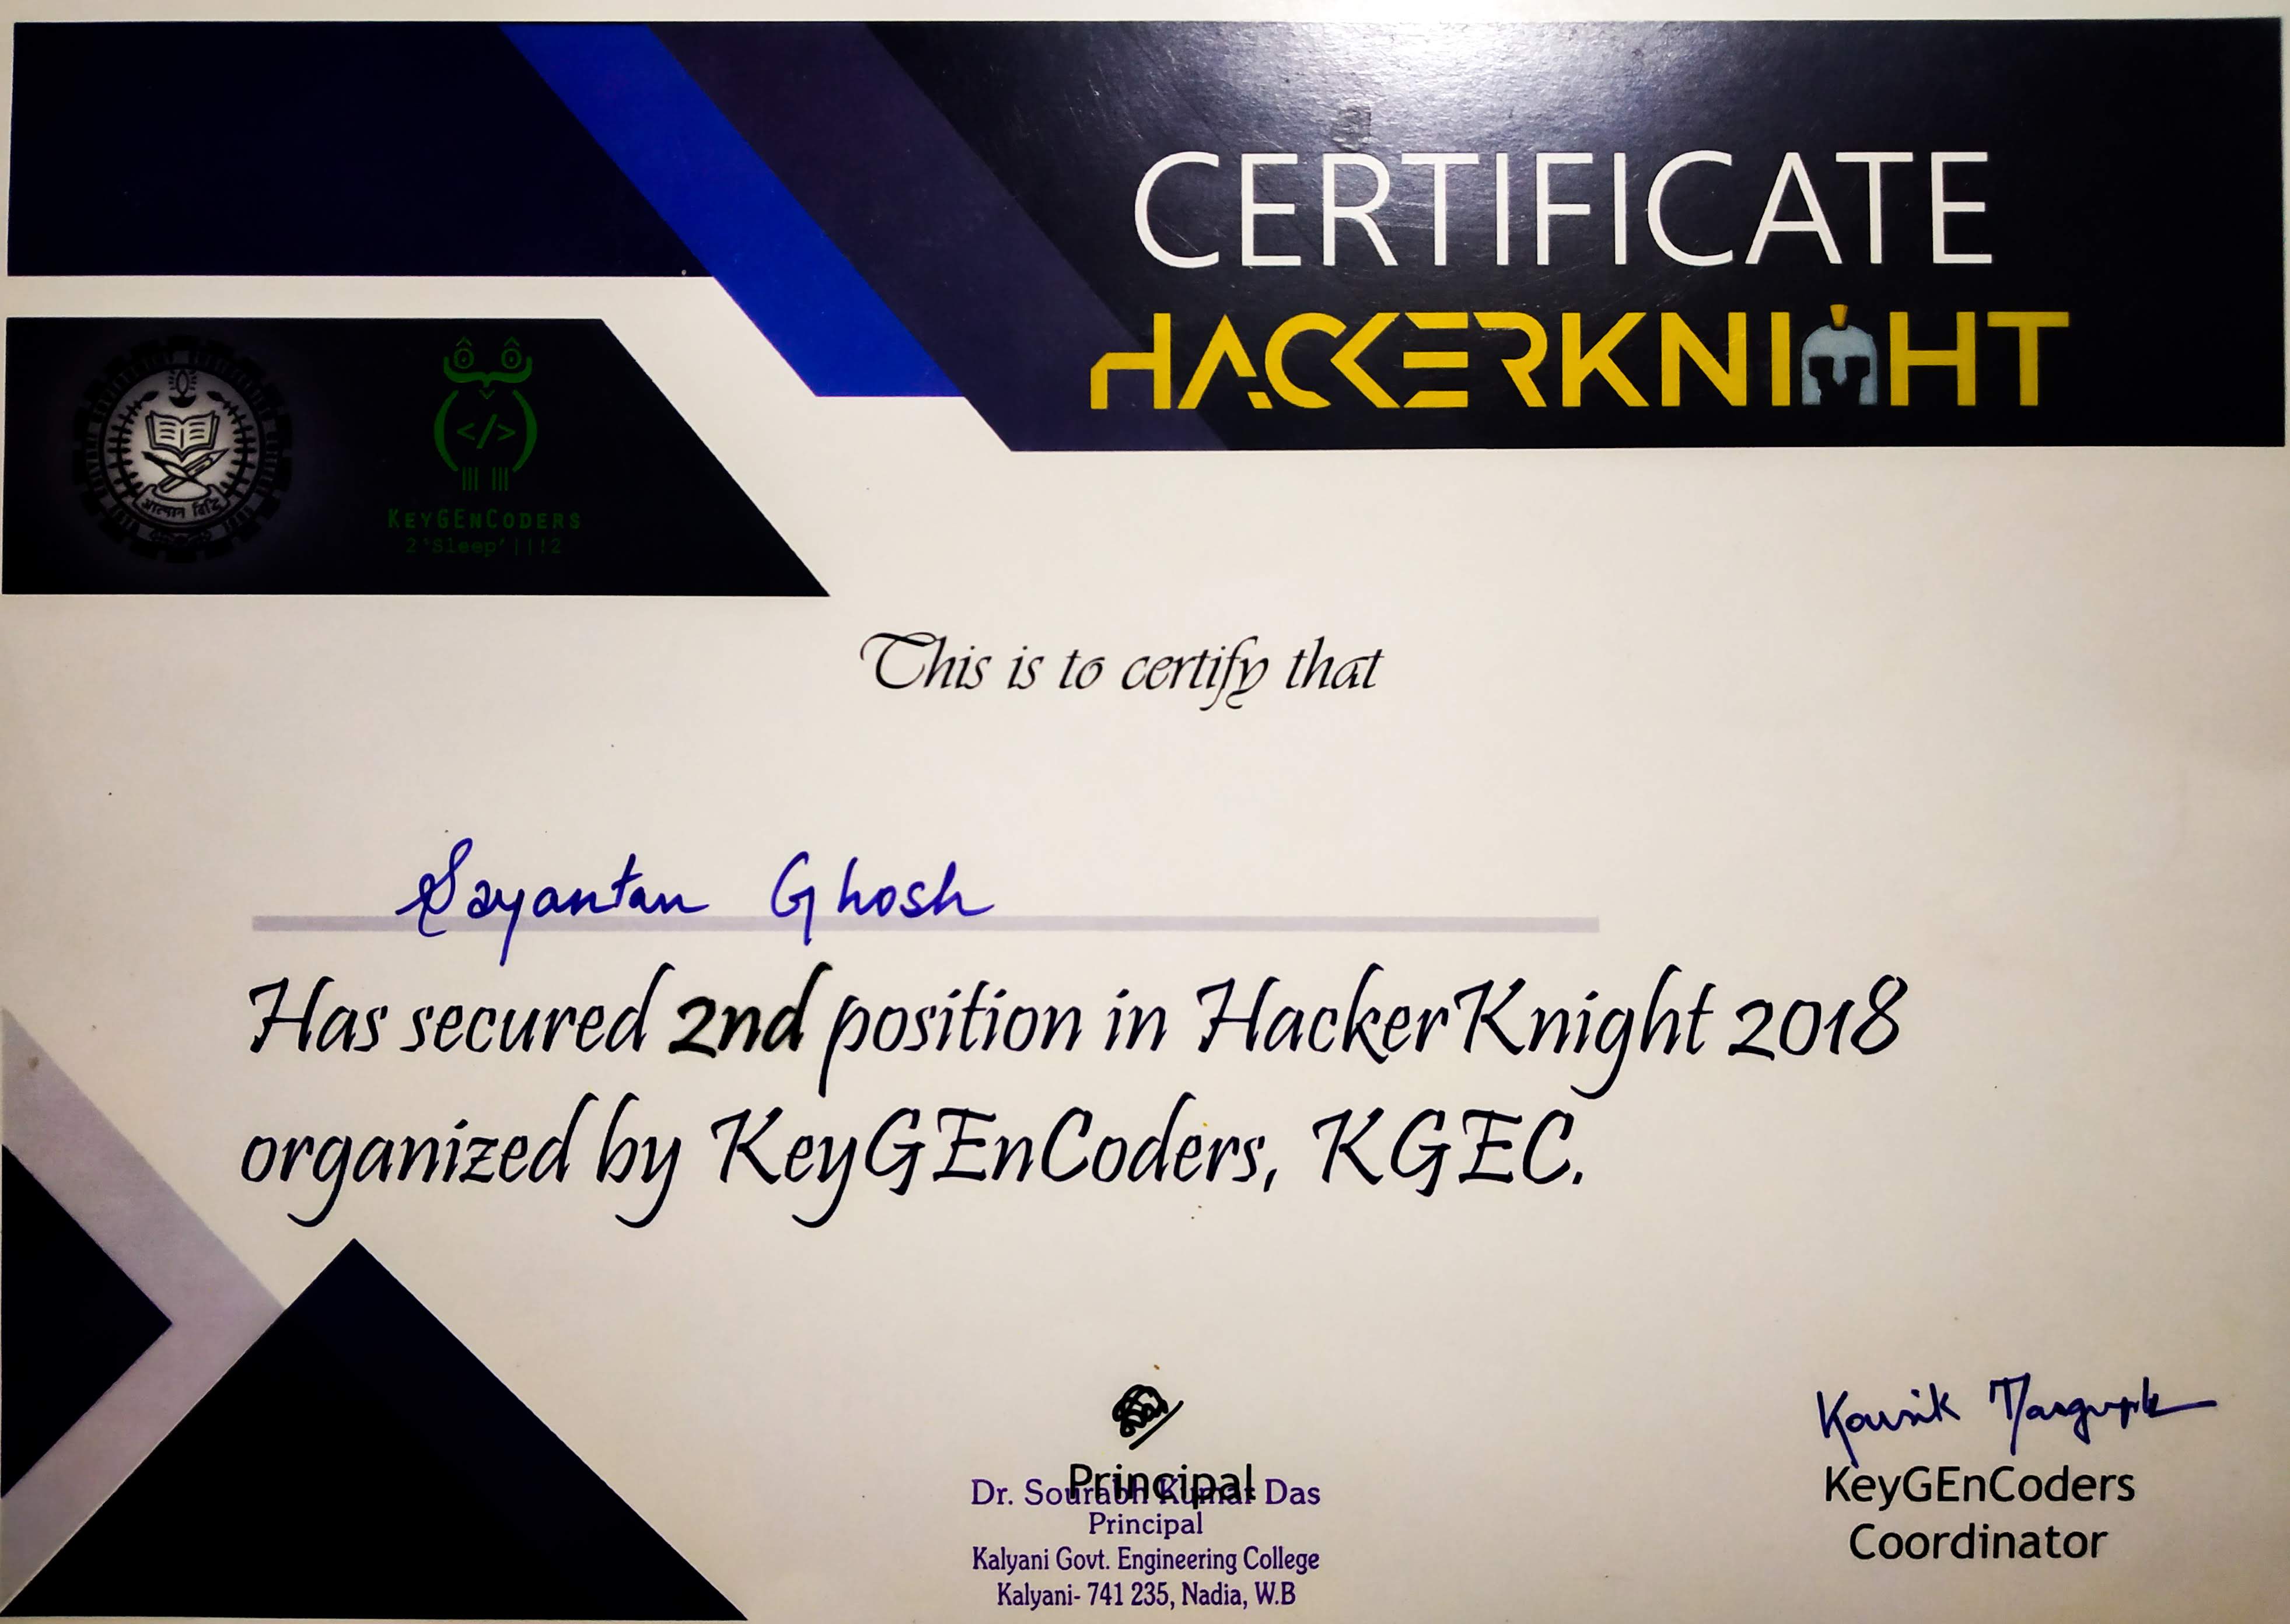 CERTIFICATE
HACKERKNIGHT
</>
KEYGENCODERS
2'Sleep'||!2
This is to certify that
Sayantan Ghosh
Has secured 2nd position in HackerKnight 2018
organized by KeyGEnCoders, KGEC.
Principal
Dr. Sourabh Kumar Das
Principal
Kalyani Govt. Engineering College
Kalyani- 741 235, Nadia, W.B
Kousik Dasgupta
KeyGEnCoders
Coordinator